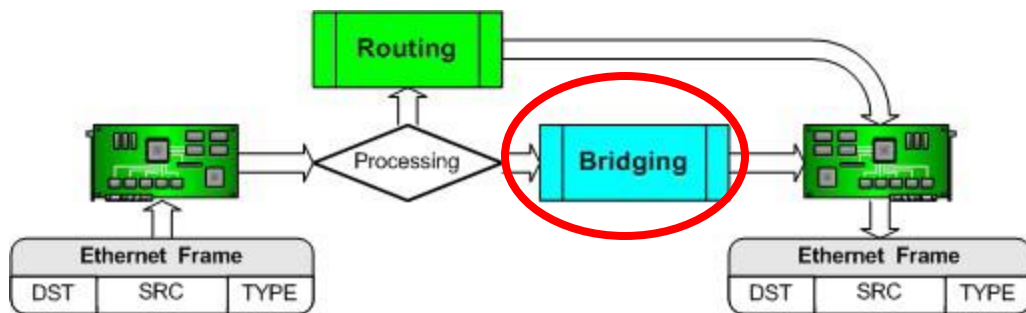 Routing
Processing
Bridging
Ethernet Frame
DST SRC TYPE
Ethernet Frame
DST SRC TYPE